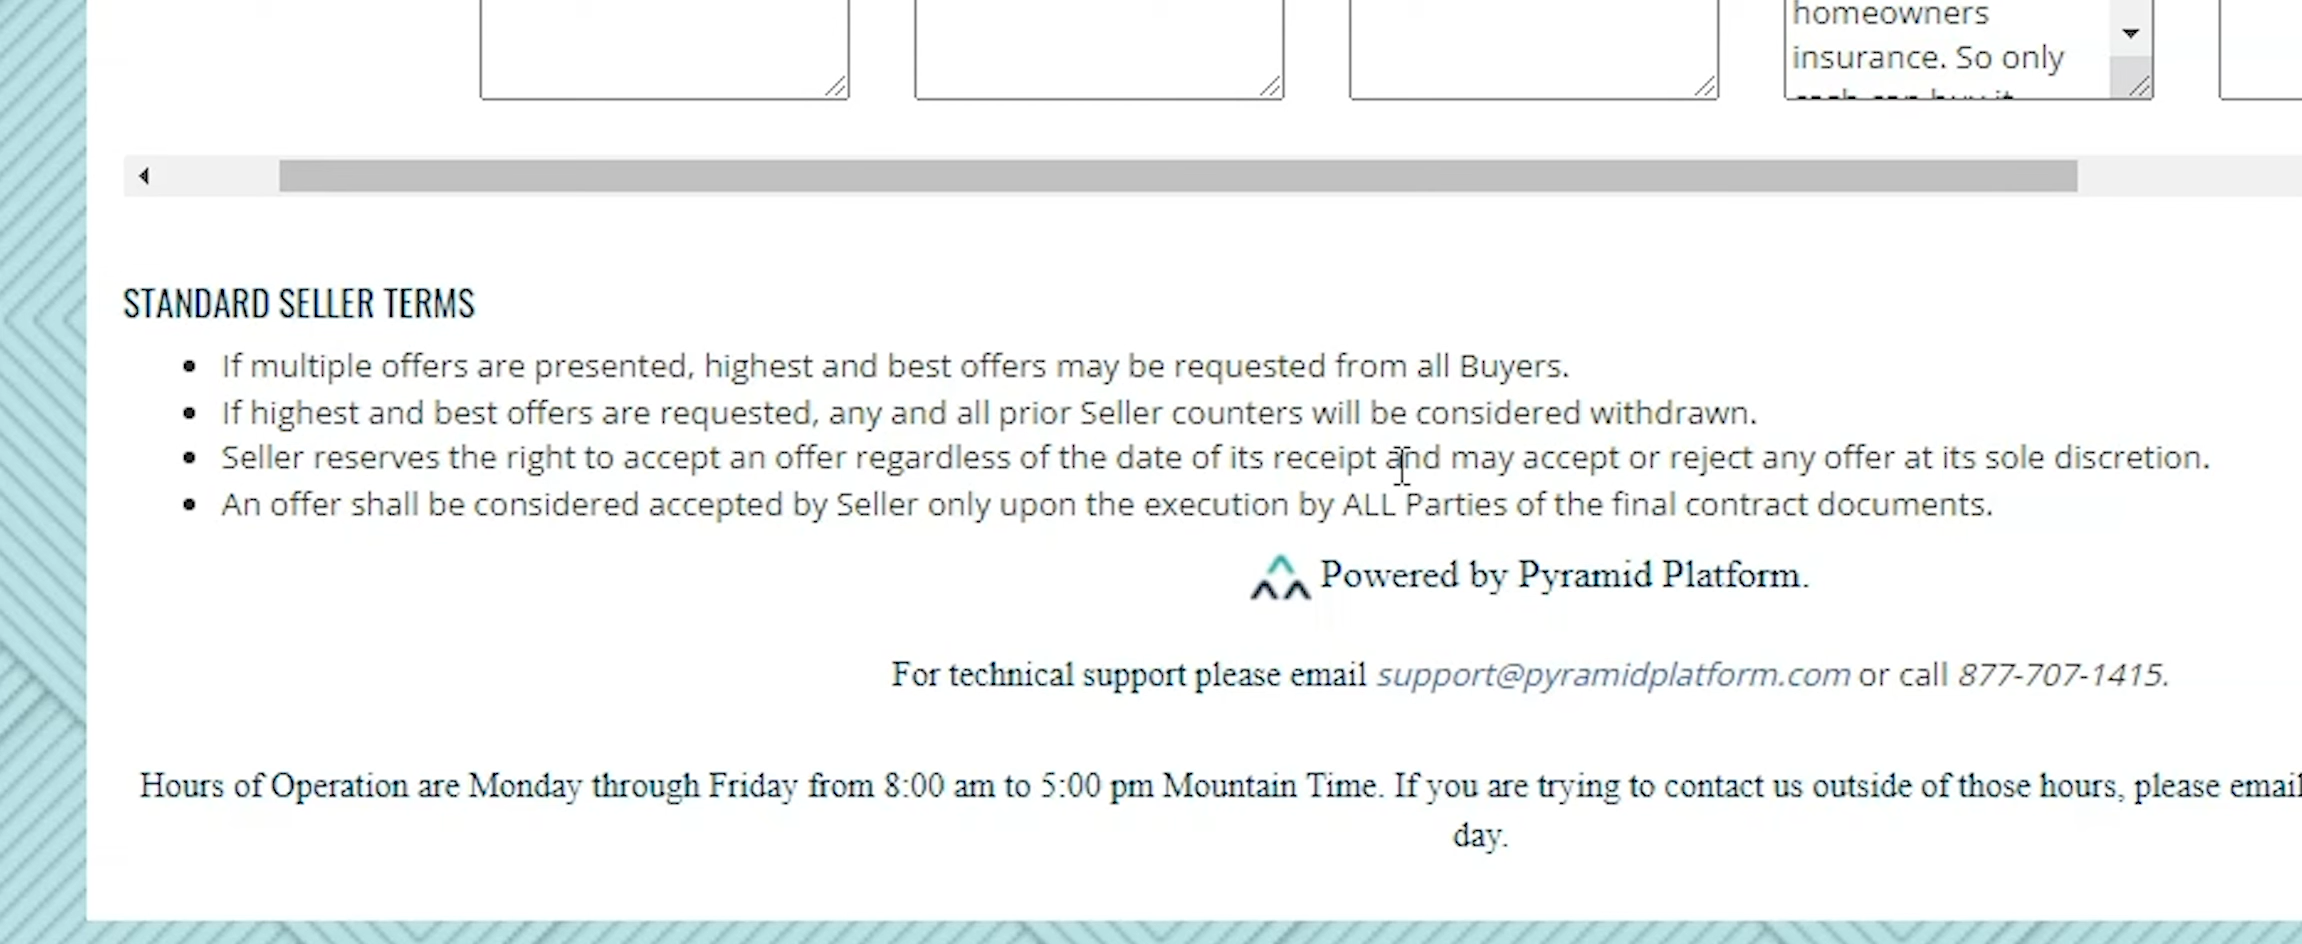 homeowners
insurance. So only
cash can buy it
STANDARD SELLER TERMS
If multiple offers are presented, highest and best offers may be requested from all Buyers.
If highest and best offers are requested, any and all prior Seller counters will be considered withdrawn.
Seller reserves the right to accept an offer regardless of the date of its receipt and may accept or reject any offer at its sole discretion.
An offer shall be considered accepted by Seller only upon the execution by ALL Parties of the final contract documents.
Powered by Pyramid Platform.
For technical support please email support@pyramidplatform.com or call 877-707-1415.
Hours of Operation are Monday through Friday from 8:00 am to 5:00 pm Mountain Time. If you are trying to contact us outside of those hours, please email
day.